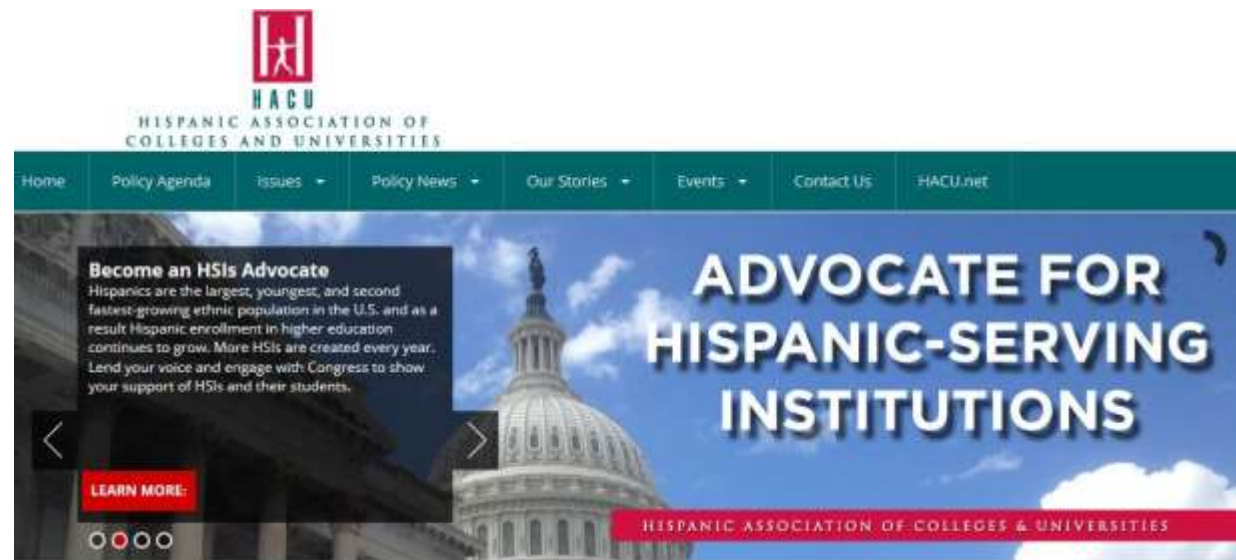 HACU
HISPANIC ASSOCIATION OF
COLLEGES AND UNIVERSITIES
Home Policy Agenda Issues Policy News Our Stories Events Contact Us HACU.net
Become an HSIs Advocate
Hispanics are the largest, youngest, and second
fastest-growing ethnic population in the U.S. and as a
result Hispanic enrollment in higher education
continues to grow. More HSIs are created every year.
Lend your voice and engage with Congress to show
your support of HSIs and their students.
LEARN MORE:
ADVOCATE FOR
HISPANIC-SERVING
INSTITUTIONS
HISPANIC ASSOCIATION OF COLLEGES & UNIVERSITIES